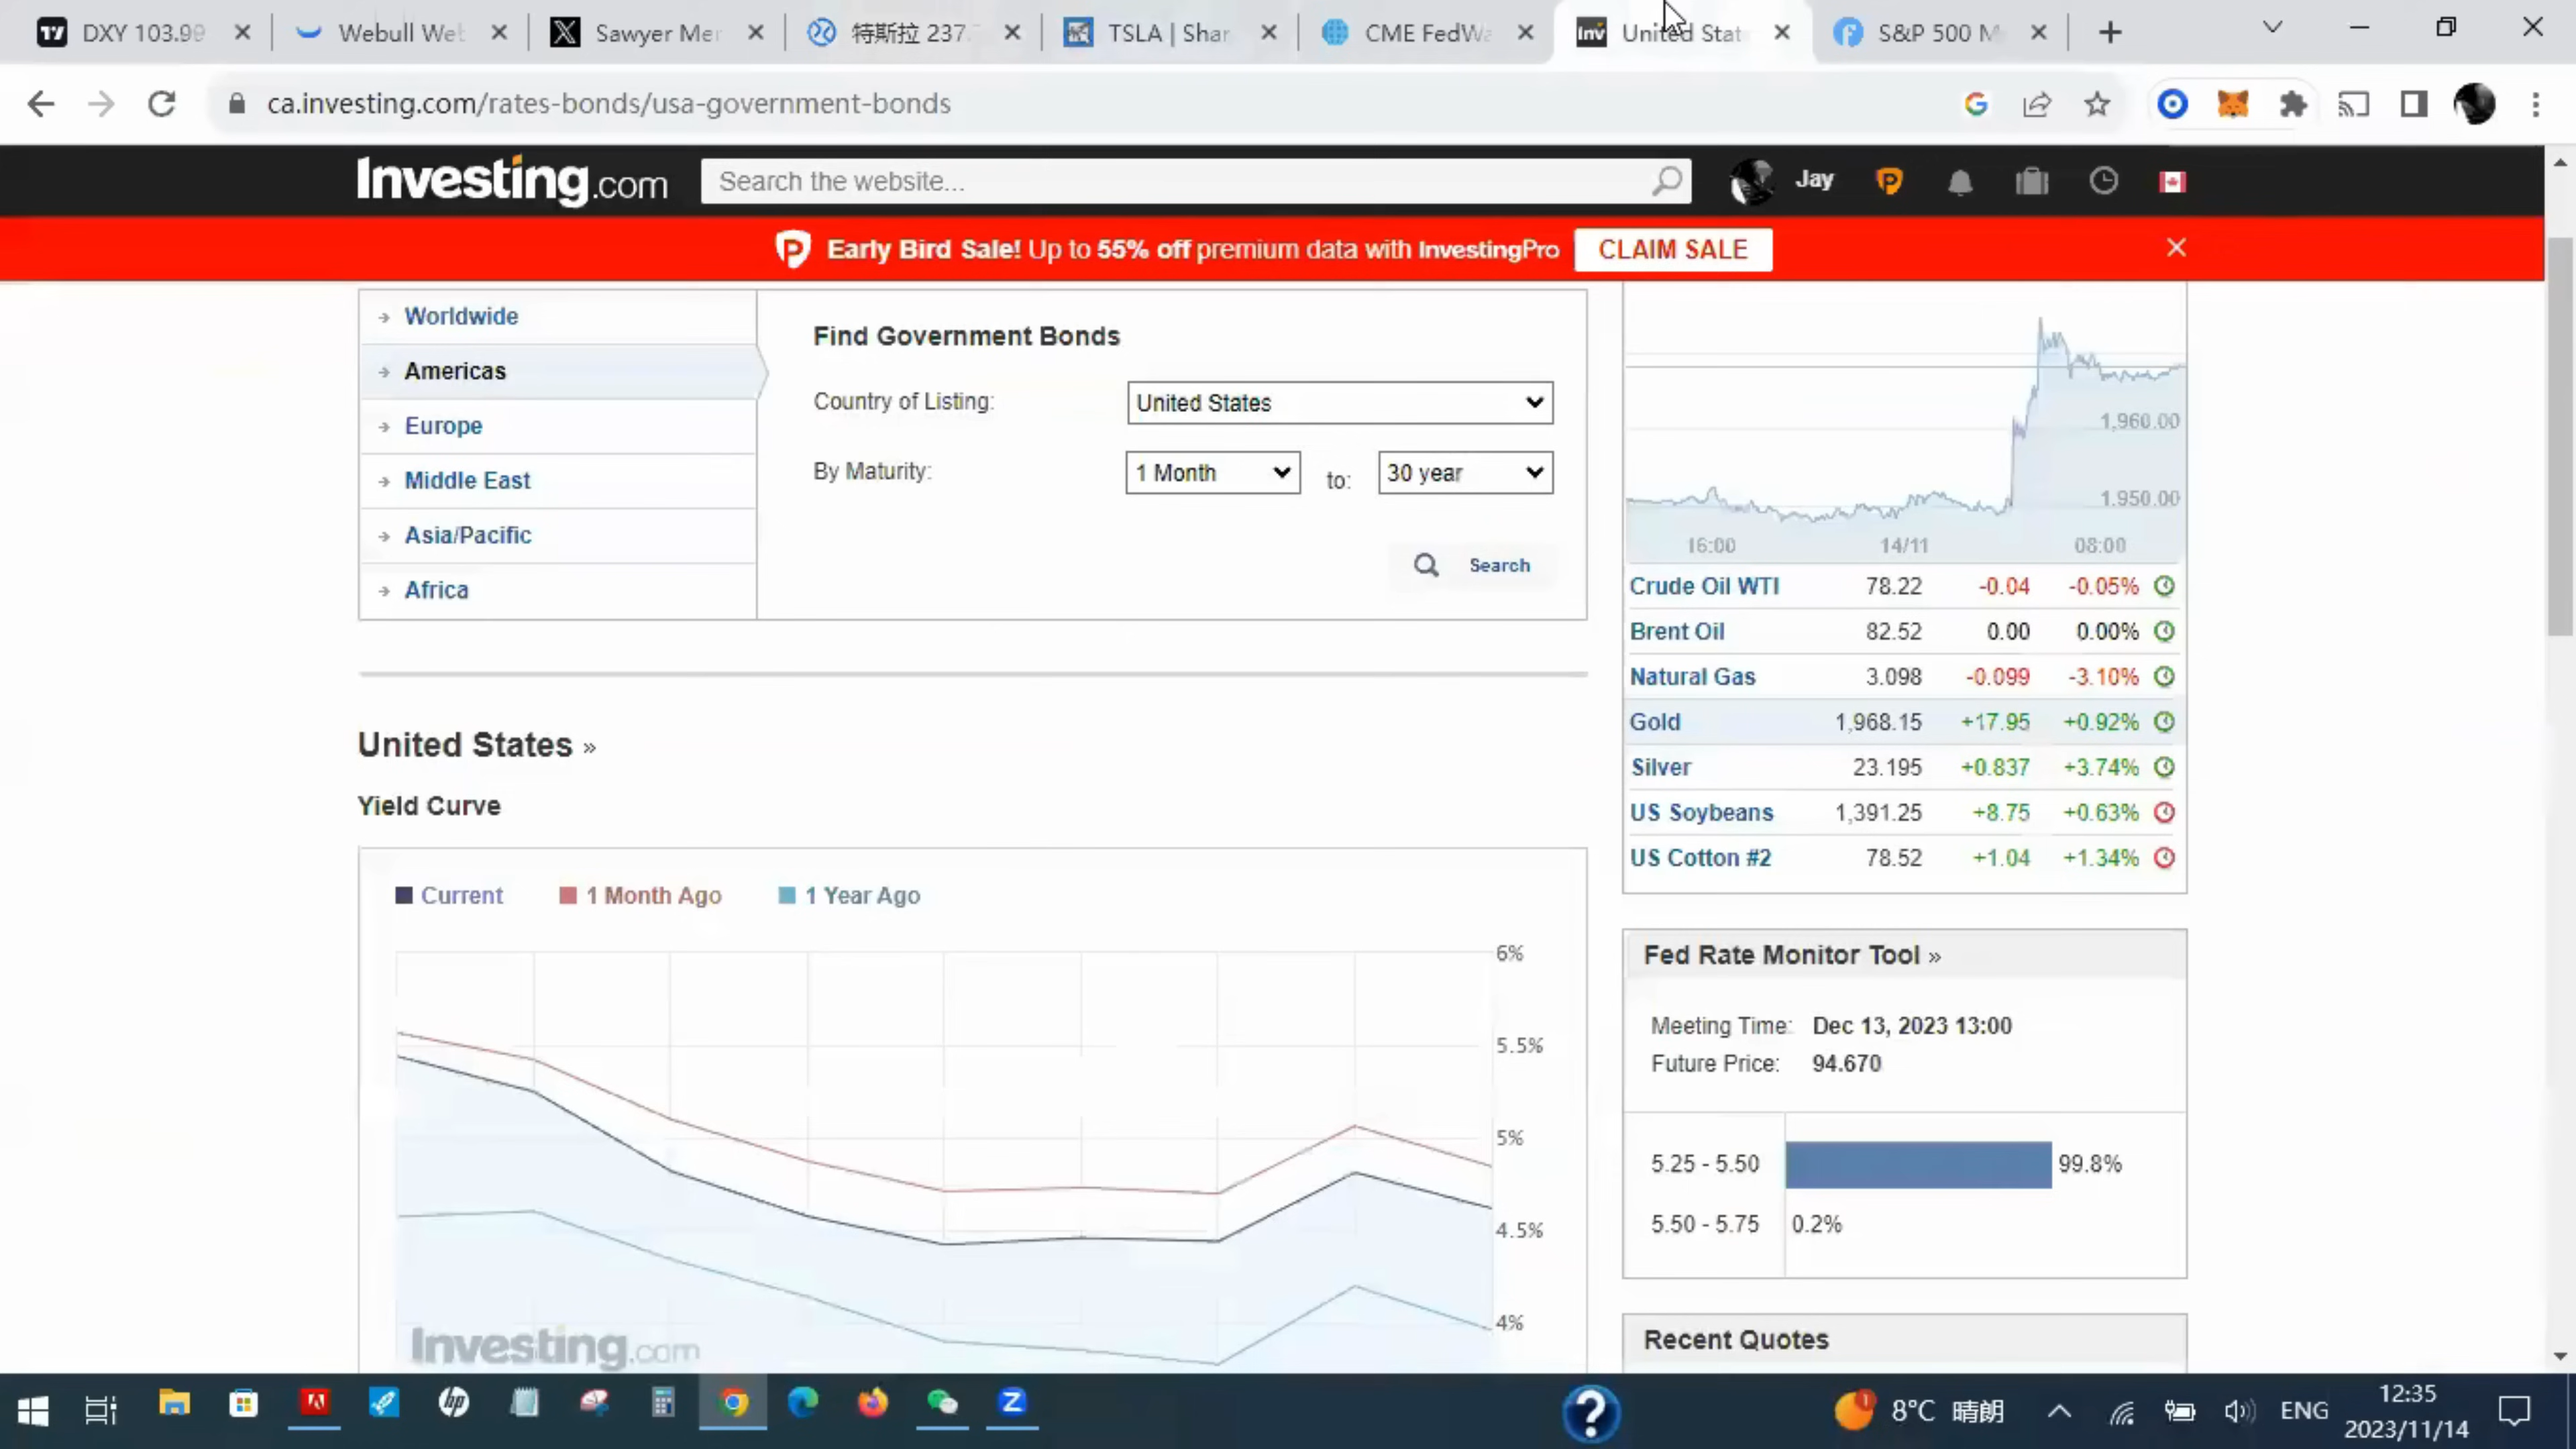 DXY 103.99
Webull Wel
Sawyer Mer
特斯拉 237.
TSLA | Shar
CME FedWa
United Stat
S&P 500 M
ca.investing.com/rates-bonds/usa-government-bonds
Investing.com
Search the website...
Jay
Early Bird Sale! Up to 55% off premium data with InvestingPro
CLAIM SALE
Worldwide
Americas
Europe
Middle East
Asia/Pacific
Africa
Find Government Bonds
Country of Listing: United States
By Maturity: 1 Month to: 30 year
Search
1,960.00
1,950.00
16:00 14/11 08:00
Crude Oil WTI 78.22 -0.04 -0.05%
Brent Oil 82.52 0.00 0.00%
Natural Gas 3.098 -0.099 -3.10%
Gold 1,968.15 +17.95 +0.92%
Silver 23.195 +0.837 +3.74%
US Soybeans 1,391.25 +8.75 +0.63%
US Cotton #2 78.52 +1.04 +1.34%
United States »
Yield Curve
Current 1 Month Ago 1 Year Ago
6%
5.5%
5%
4.5%
4%
Investing.com
Fed Rate Monitor Tool »
Meeting Time: Dec 13, 2023 13:00
Future Price: 94.670
5.25 - 5.50 99.8%
5.50 - 5.75 0.2%
Recent Quotes
8°C 晴朗
ENG
12:35
2023/11/14